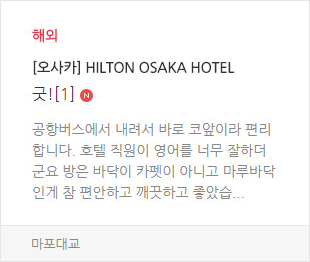 해외
[오사카] HILTON OSAKA HOTEL
굿![1] N
공항버스에서 내려서 바로 코앞이라 편리
합니다. 호텔 직원이 영어를 너무 잘하더
군요 방은 바닥이 카펫이 아니고 마루바닥
인게 참 편안하고 깨끗하고 좋았습...
마포대교